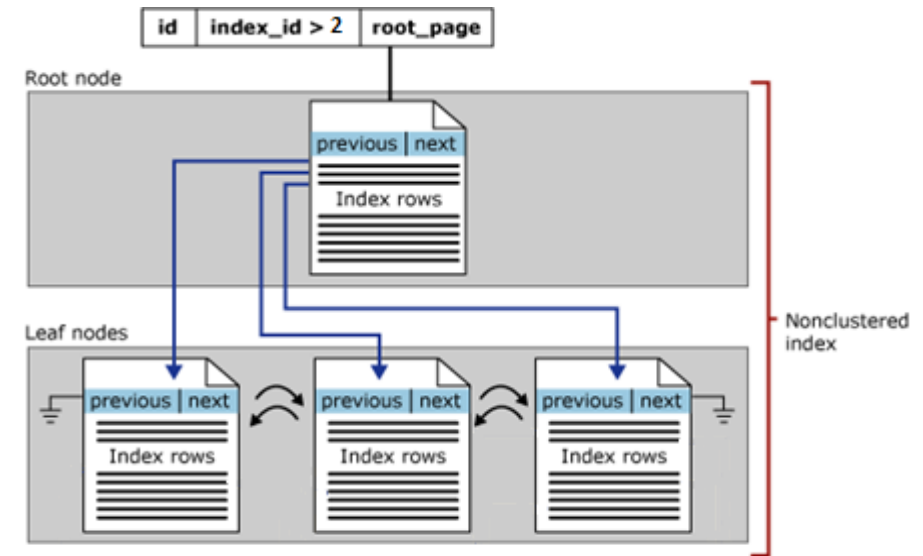 id index_id > 2 root_page
Root node
previous next
Index rows
Nonclustered
index
Leaf nodes
previous next previous next previous next
Index rows Index rows Index rows